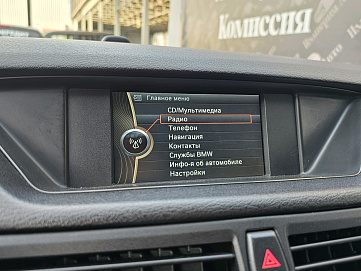 Комиссия
Главное меню
CD/Мультимедиа
Радио
Телефон
Навигация
Контакты
Службы BMW
Инфо-я об автомобиле
Настройки